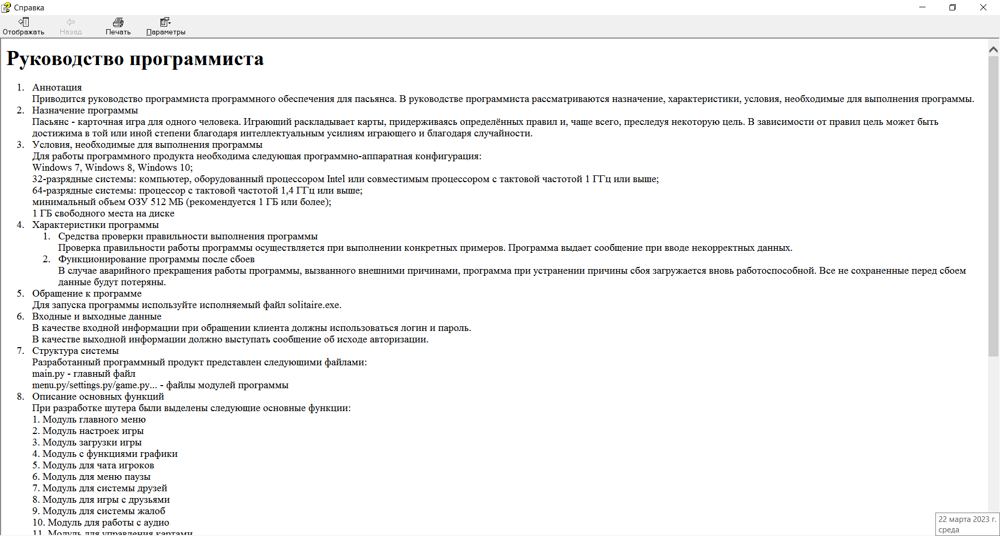 Справка
Отображать
Назад
Печать
Параметры
Руководство программиста
1. Аннотация
Приводится руководство программиста программного обеспечения для пасьянса. В руководстве программиста рассматриваются назначение, характеристики, условия, необходимые для выполнения программы.
2. Назначение программы
Пасьянс - карточная игра для одного человека. Играющий раскладывает карты, придерживаясь определённых правил и, чаще всего, преследуя некоторую цель. В зависимости от правил цель может быть
достижима в той или иной степени благодаря интеллектуальным усилиям играющего и благодаря случайности.
3. Условия, необходимые для выполнения программы
Для работы программного продукта необходима следующая программно-аппаратная конфигурация:
Windows 7, Windows 8, Windows 10;
32-разрядные системы: компьютер, оборудованный процессором Intel или совместимым процессором с тактовой частотой 1 ГГц или выше;
64-разрядные системы: процессор с тактовой частотой 1,4 ГГц или выше;
минимальный объем ОЗУ 512 МБ (рекомендуется 1 ГБ или более);
1 ГБ свободного места на диске
4. Характеристики программы
1. Средства проверки правильности выполнения программы
Проверка правильности работы программы осуществляется при выполнении конкретных примеров. Программа выдает сообщение при вводе некорректных данных.
2. Функционирование программы после сбоев
В случае аварийного прекращения работы программы, вызванного внешними причинами, программа при устранении причины сбоя загружается вновь работоспособной. Все не сохраненные перед сбоем
данные будут потеряны.
5. Обращение к программе
Для запуска программы используйте исполняемый файл solitaire.exe.
6. Входные и выходные данные
В качестве входной информации при обращении клиента должны использоваться логин и пароль.
В качестве выходной информации должно выступать сообщение об исходе авторизации.
7. Структура системы
Разработанный программный продукт представлен следующими файлами:
main.py - главный файл
menu.py/settings.py/game.py... - файлы модулей программы
8. Описание основных функций
При разработке шутера были выделены следующие основные функции:
1. Модуль главного меню
2. Модуль настроек игры
3. Модуль загрузки игры
4. Модуль с функциями графики
5. Модуль для чата игроков
6. Модуль для меню паузы
7. Модуль для системы друзей
8. Модуль для игры с друзьями
9. Модуль для системы жалоб
10. Модуль для работы с аудио
11. Модуль для управления картами
22 марта 2023 г.
среда